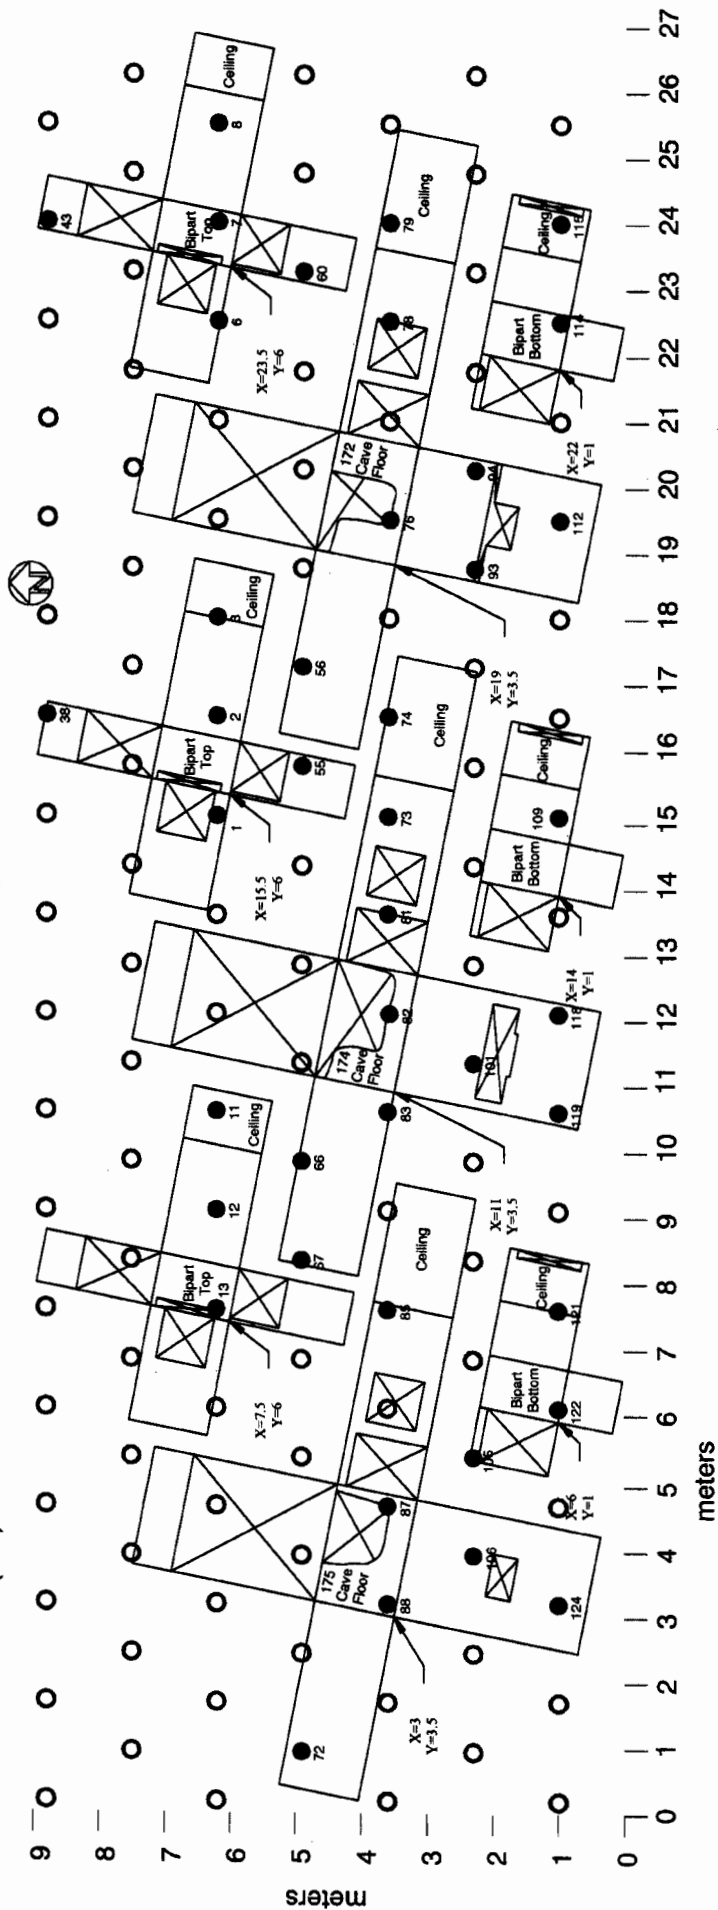 N
9
38
43
8
7
Bipart
Top
Ceiling
Bipart
Top
Ceiling
Bipart
Top
Ceiling
6
13
12
11
1
2
3
6
7
8
X=7.5
Y=6
X=15.5
Y=6
X=23.5
Y=6
5
72
67
66
55
56
60
175
Cave
Floor
174
Cave
Floor
172
Cave
Floor
4
88
87
85
83
82
81
73
74
76
78
79
Ceiling
Ceiling
Ceiling
3
X=3
Y=3.5
X=11
Y=3.5
X=19
Y=3.5
2
101
93
94
Bipart
Bottom
Ceiling
Bipart
Bottom
Ceiling
Bipart
Bottom
Ceiling
1
124
122
121
119
118
109
112
114
115
X=6
Y=1
X=14
Y=1
X=22
Y=1
0
meters
0 1 2 3 4 5 6 7 8 9 10 11 12 13 14 15 16 17 18 19 20 21 22 23 24 25 26 27
meters